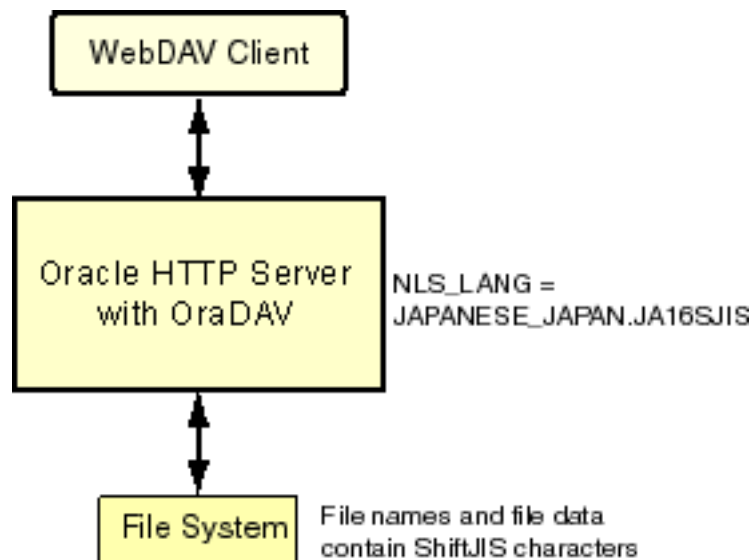 WebDAV Client
Oracle HTTP Server
with OraDAV
NLS_LANG =
JAPANESE_JAPAN.JA16SJIS
File System
File names and file data
contain ShiftJIS characters